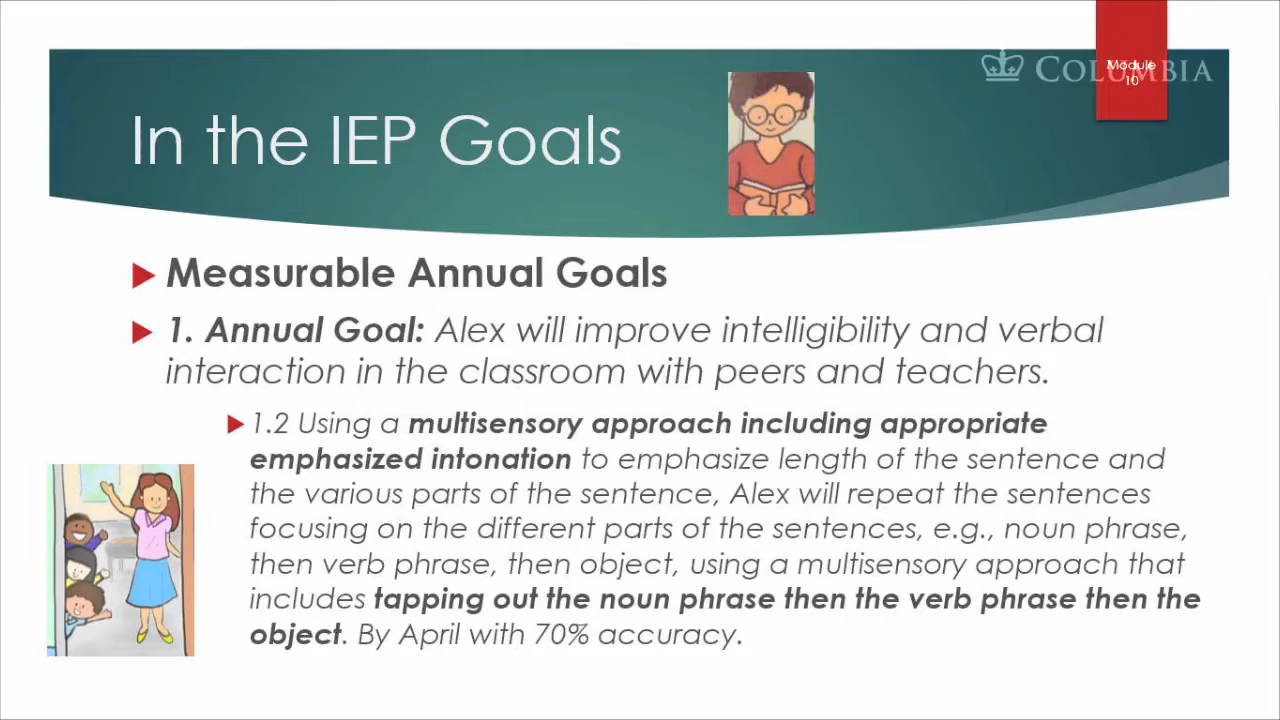 COLUMBIA
Module
10
In the IEP Goals
Measurable Annual Goals
1. Annual Goal: Alex will improve intelligibility and verbal
interaction in the classroom with peers and teachers.
1.2 Using a multisensory approach including appropriate
emphasized intonation to emphasize length of the sentence and
the various parts of the sentence, Alex will repeat the sentences
focusing on the different parts of the sentences, e.g., noun phrase,
then verb phrase, then object, using a multisensory approach that
includes tapping out the noun phrase then the verb phrase then the
object. By April with 70% accuracy.